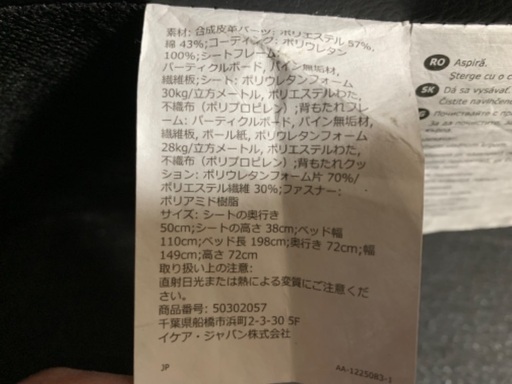 素材: 合成皮革パーツ: ポリエステル 57%,
綿 43%;コーティング: ポリウレタン
100%;シートフレーム:
パーティクルボード, パイン無垢材,
繊維板;シート: ポリウレタンフォーム
30kg/立方メートル, ポリエステルわた,
不織布（ポリプロピレン）;背もたれフレ
ーム: パーティクルボード, パイン無垢材,
繊維板, ボール紙, ポリウレタンフォーム
28kg/立方メートル, ポリエステルわた,
不織布（ポリプロピレン）;背もたれクッ
ション: ポリウレタンフォーム片 70%/
ポリエステル繊維 30%;ファスナー:
ポリアミド樹脂
サイズ: シートの奥行き
50cm;シートの高さ 38cm;ベッド幅
110cm;ベッド長 198cm;奥行き 72cm;幅
149cm;高さ 72cm
取り扱い上の注意:
直射日光または熱による変質にご注意くだ
さい。
商品番号: 50302057
千葉県船橋市浜町2-3-30 5F
イケア・ジャパン株式会社
JP AA-1225083-1
RO Aspiră.
Șterge cu o c
SK Dá sa vysávať.
Čistite navlhčeno
Почиствайте с пр